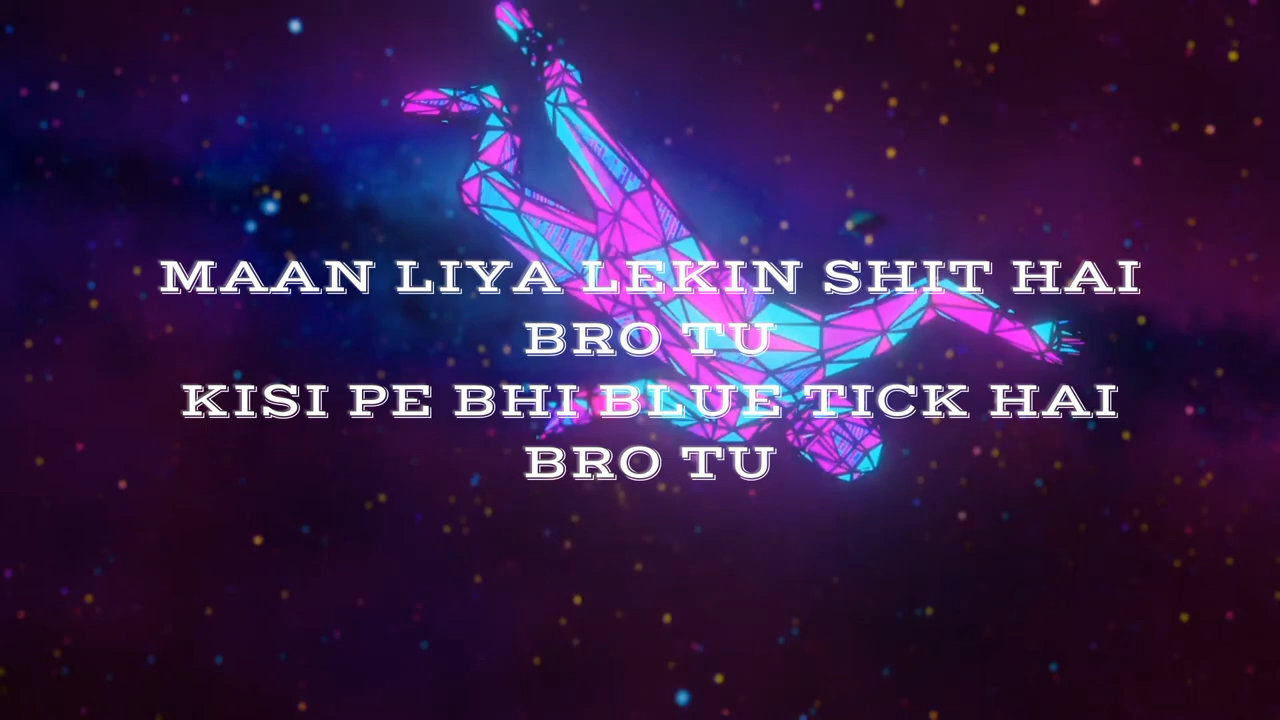 MAAN LIYA LEKIN SHIT HAI
BRO TU
KISI PE BHI BLUE TICK HAI
BRO TU